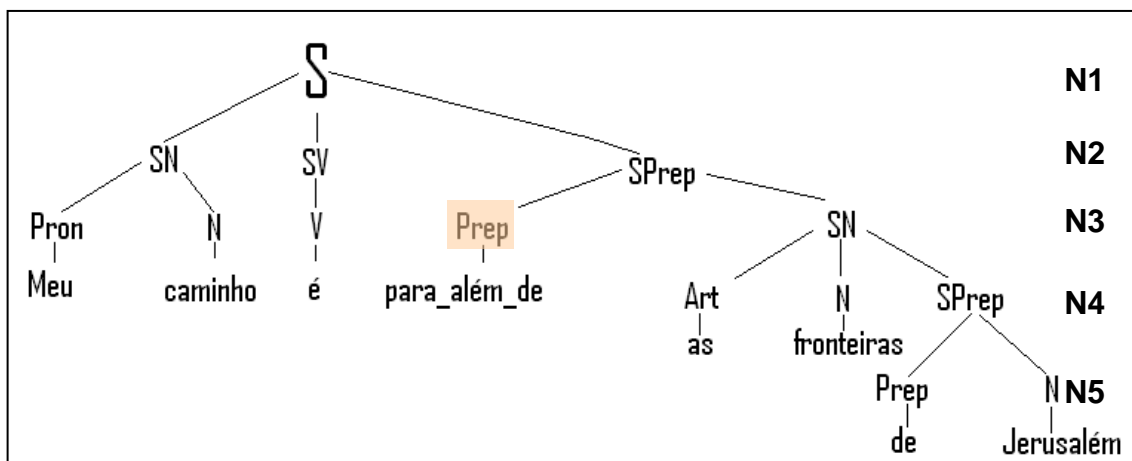 S N1
SN SV SPrep N2
Pron N V Prep SN N3
Meu caminho é para_além_de Art N SPrep N4
as fronteiras
Prep N N5
de Jerusalém